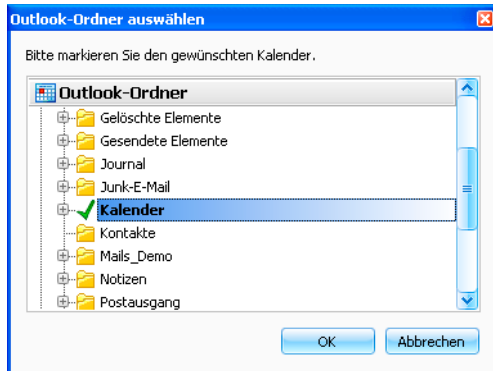 Outlook-Ordner auswählen
Bitte markieren Sie den gewünschten Kalender.
Outlook-Ordner
Gelöschte Elemente
Gesendete Elemente
Journal
Junk-E-Mail
Kalender
Kontakte
Mails_Demo
Notizen
Postausgang
OK Abbrechen